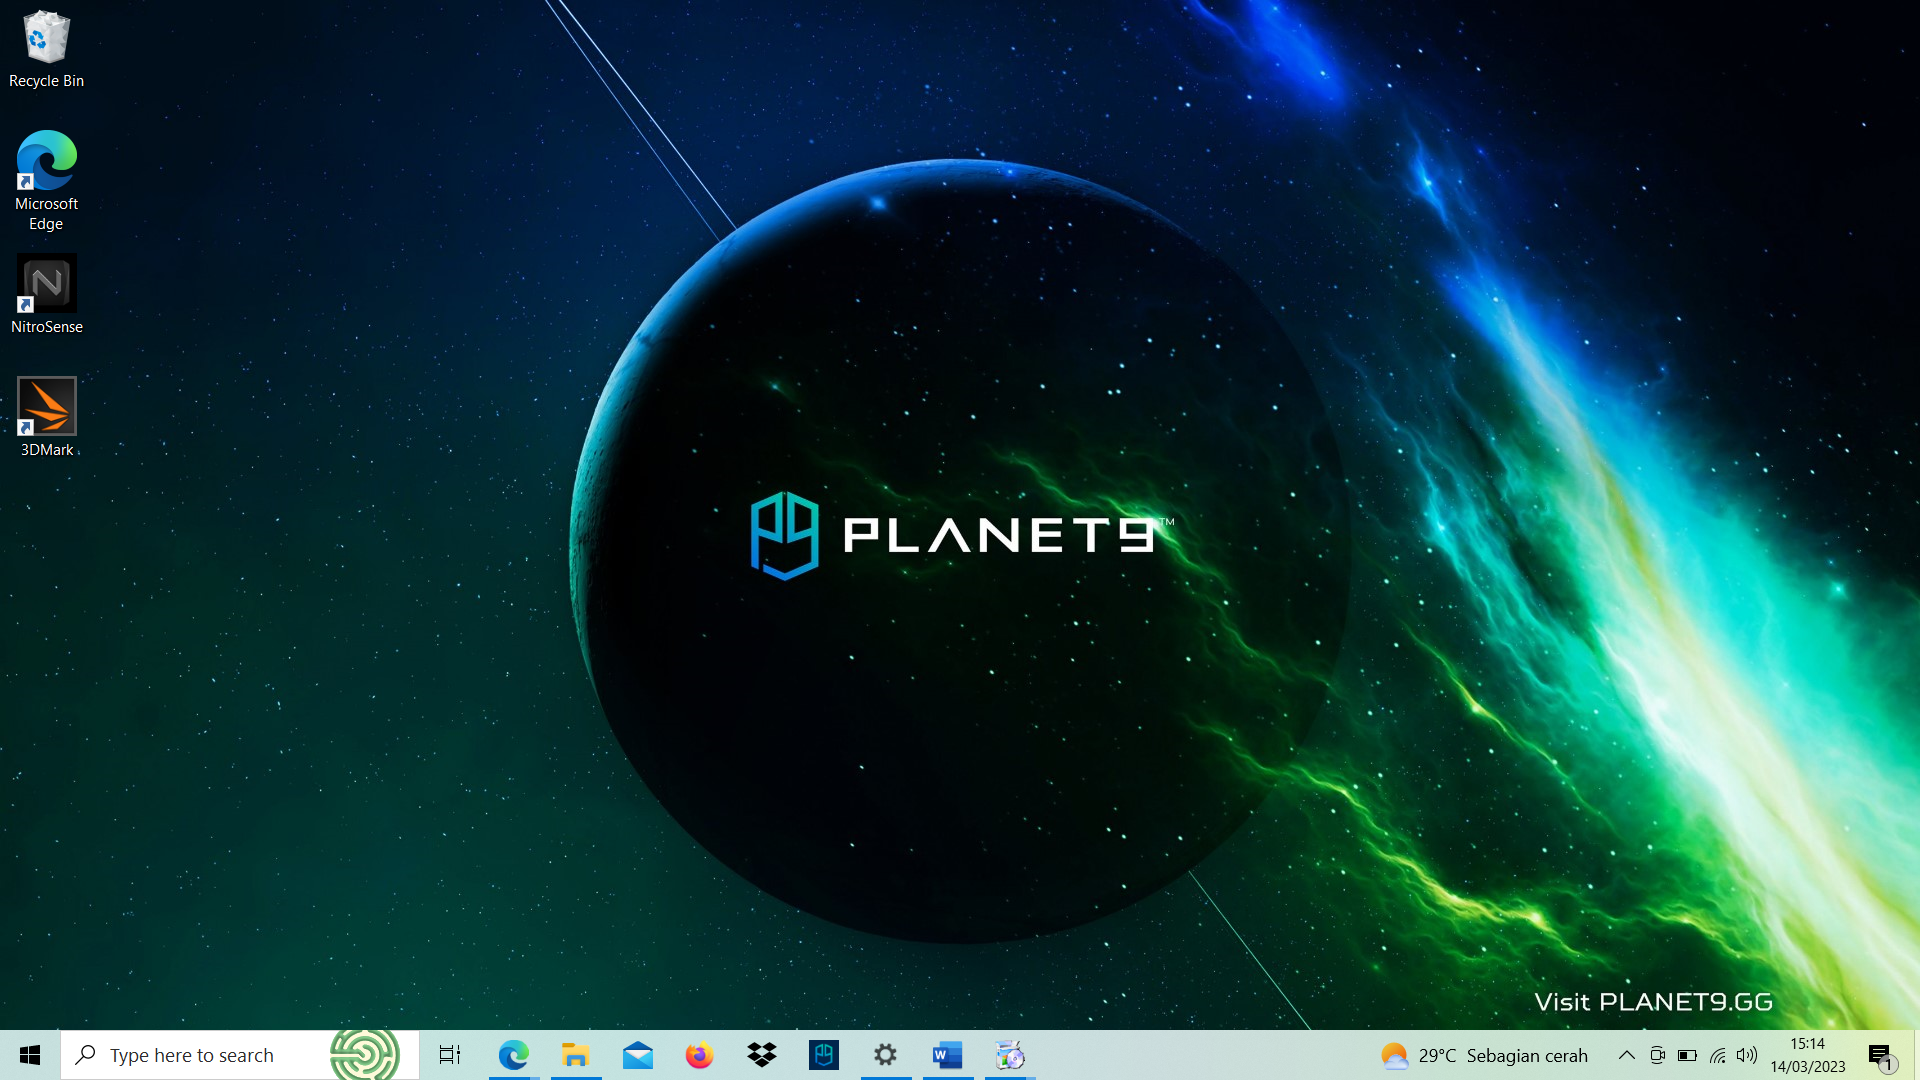 Recycle Bin
Microsoft
Edge
NitroSense
3DMark
PLANET9™
Visit PLANET9.GG
Type here to search
29°C Sebagian cerah
15:14
14/03/2023
1